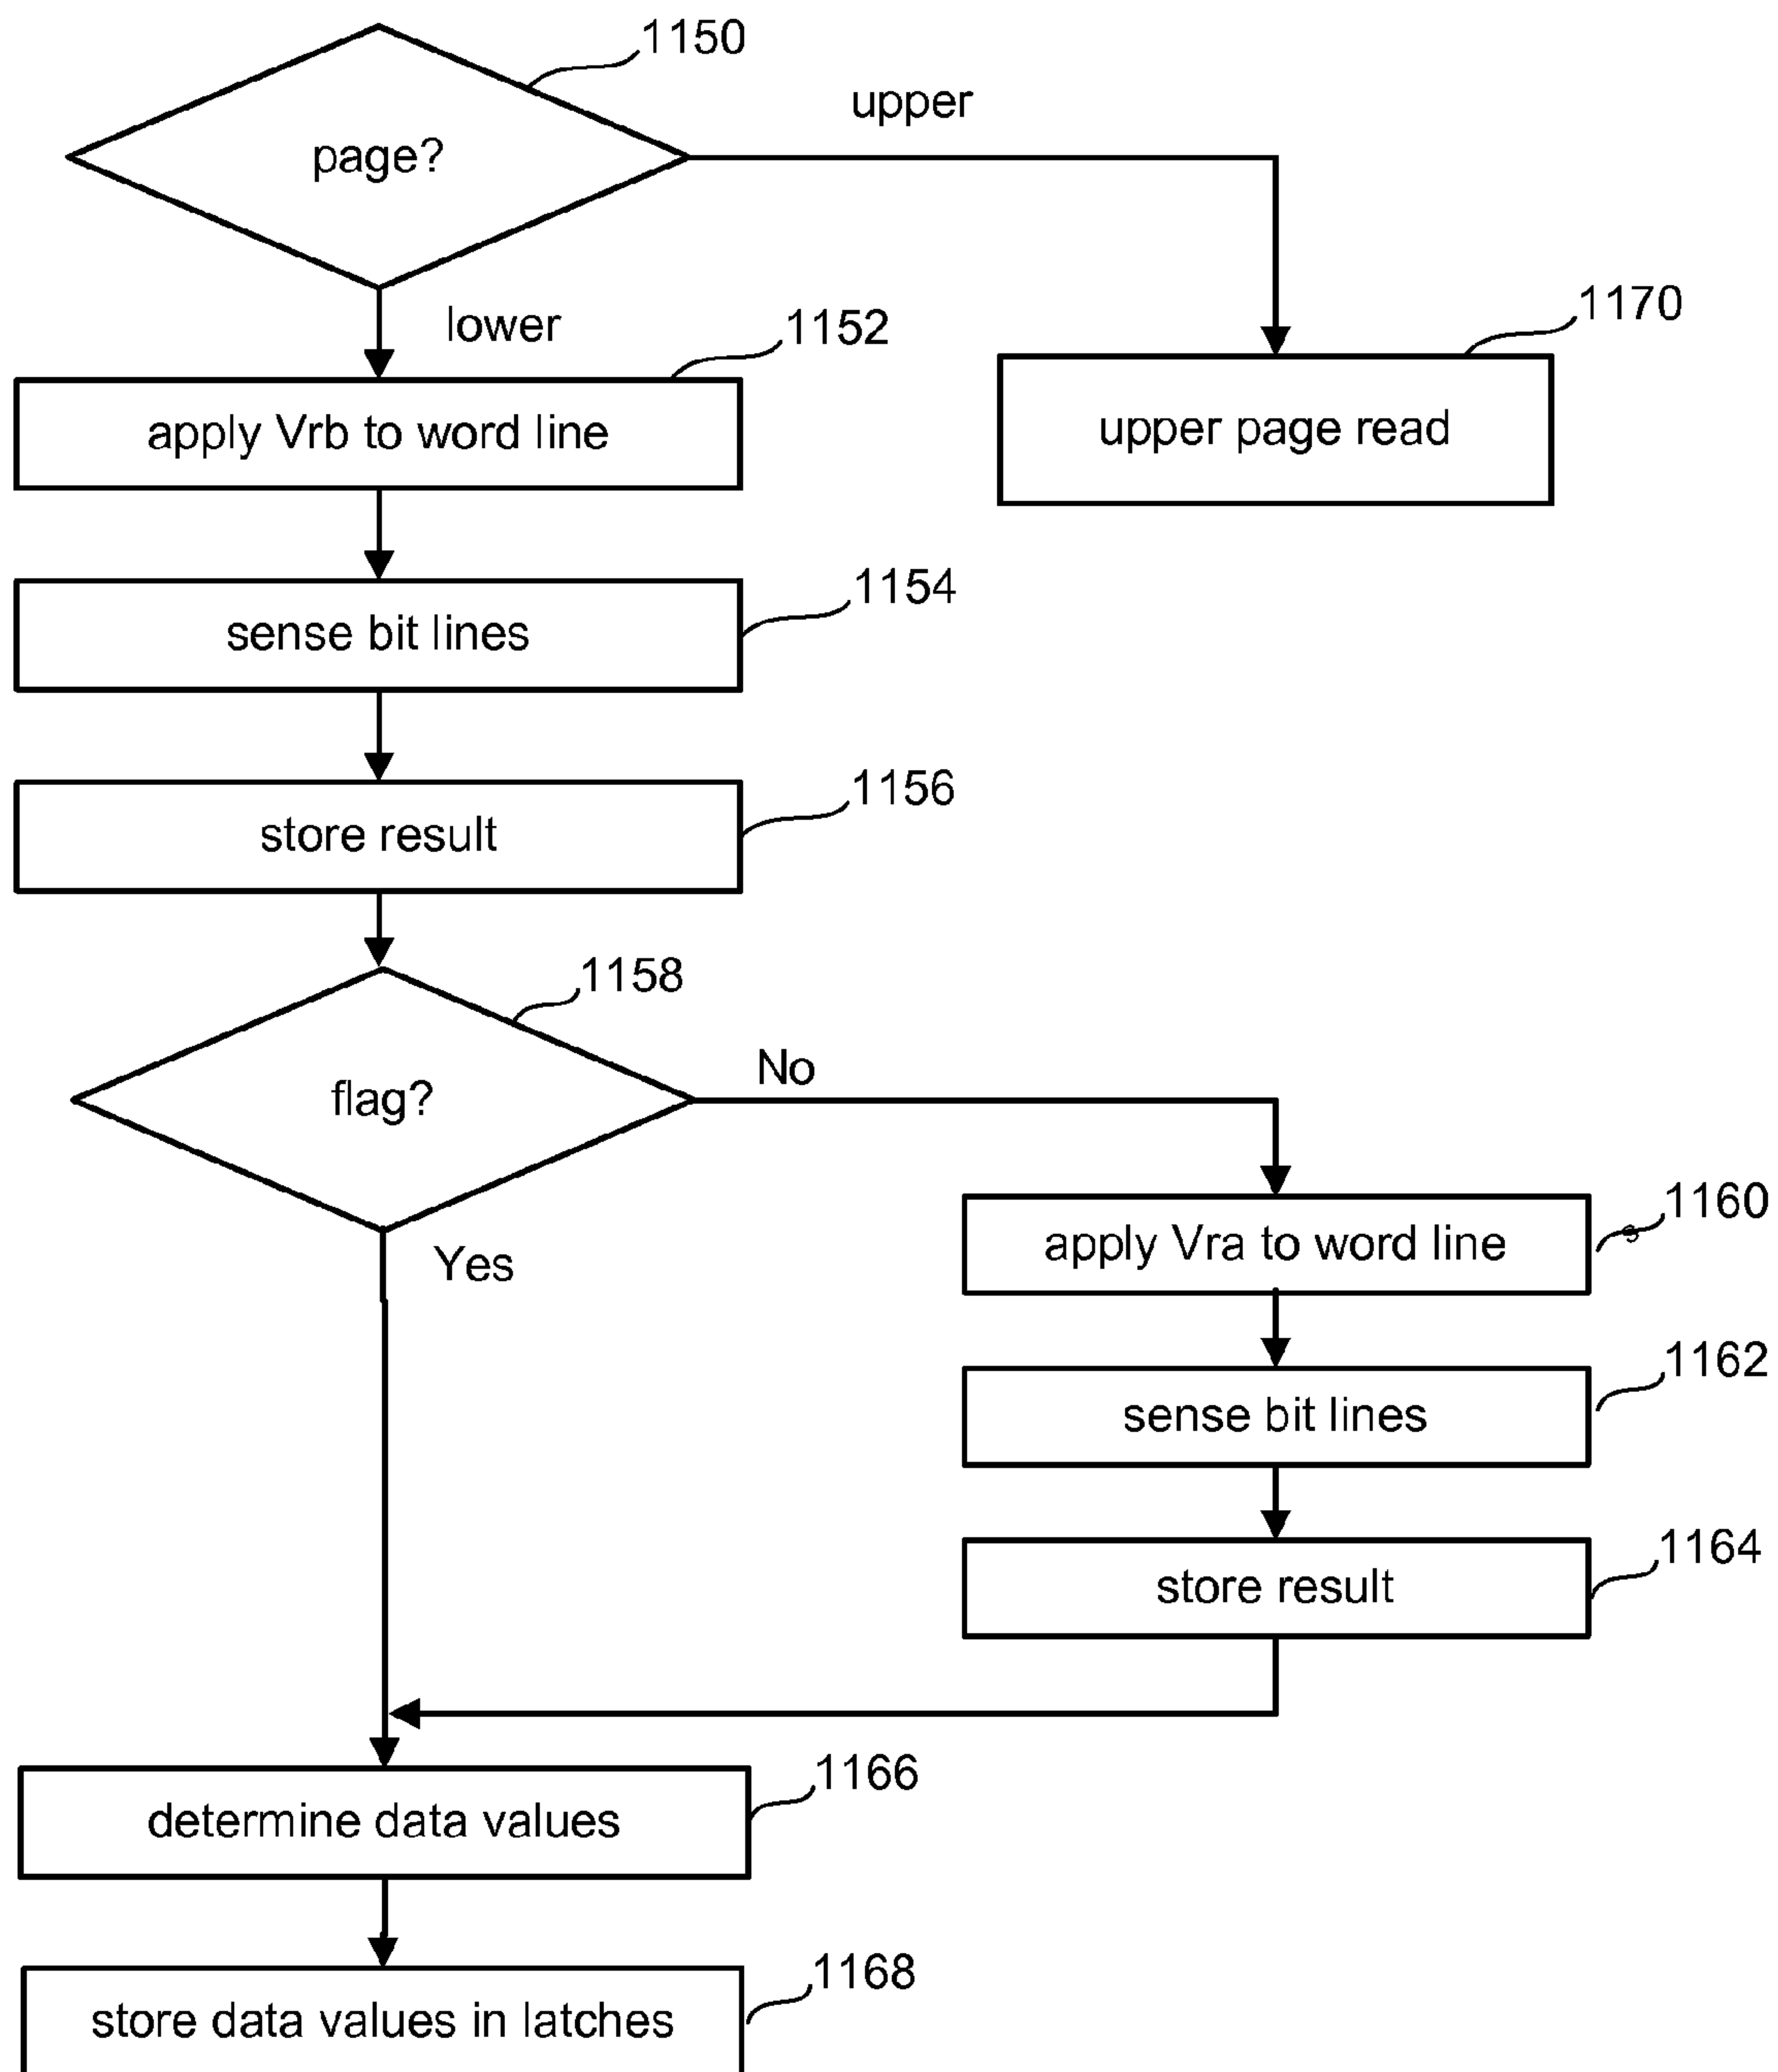 1150
upper
page?
lower
1152
1170
apply Vrb to word line
upper page read
1154
sense bit lines
1156
store result
1158
No
flag?
Yes
1160
apply Vra to word line
1162
sense bit lines
1164
store result
1166
determine data values
1168
store data values in latches